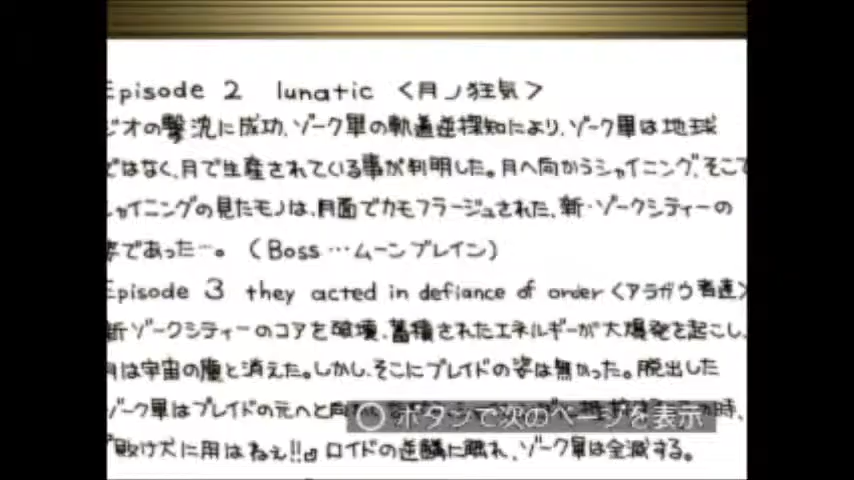 Episode 2 lunatic <月ノ狂気>
ジオの撃沈に成功、ゾーク軍の軌道逆探知により、ゾーク軍は地球
ではなく、月で生産されている事が判明した。月へ向かうシャイニング、そこで
シャイニングの見たモノは、月面でカモフラージュされた、新・ゾークシティーの
姿であった…。(Boss…ムーンブレイン)
Episode 3 they acted in defiance of order <アラガウ者達>
新ゾークシティーのコアを破壊、蓄積されたエネルギーが大爆発を起こし、
月は宇宙の塵と消えた。しかし、そこにブレイドの姿は無かった。脱出した
ゾーク軍はブレイドの元へと向か 時、
○ボタンで次のページを表示
「敗け犬に用はねぇ!!」ロイドの逆鱗に触れ、ゾーク軍は全滅する。